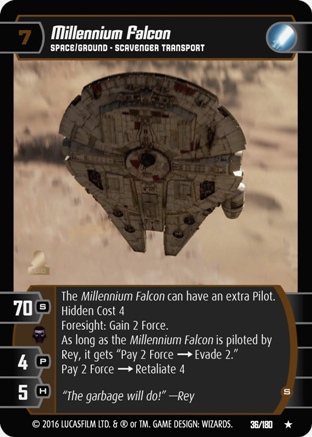 7
Millennium Falcon
SPACE/GROUND - SCAVENGER TRANSPORT
The Millennium Falcon can have an extra Pilot.
70 S
Hidden Cost 4
Foresight: Gain 2 Force.
As long as the Millennium Falcon is piloted by
4 P
Rey, it gets “Pay 2 Force → Evade 2.”
Pay 2 Force → Retaliate 4
5 H
“The garbage will do!” —Rey
S
© 2016 LUCASFILM LTD. & ® or TM. GAME DESIGN: WIZARDS.
36/180 ★